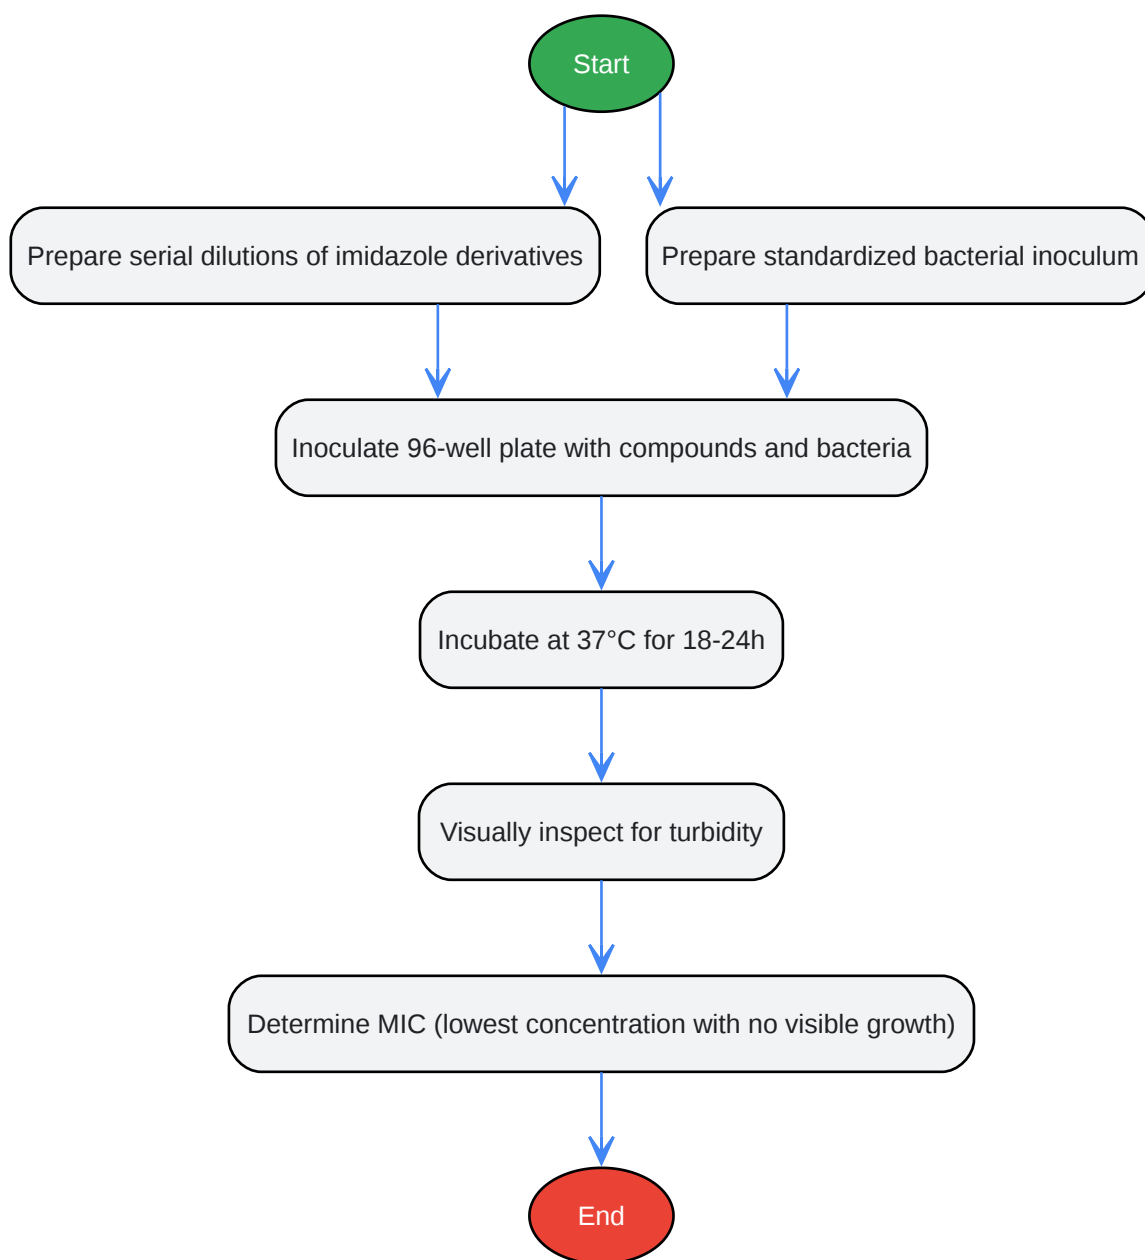 Start
Prepare serial dilutions of imidazole derivatives
Prepare standardized bacterial inoculum
Inoculate 96-well plate with compounds and bacteria
Incubate at 37°C for 18-24h
Visually inspect for turbidity
Determine MIC (lowest concentration with no visible growth)
End